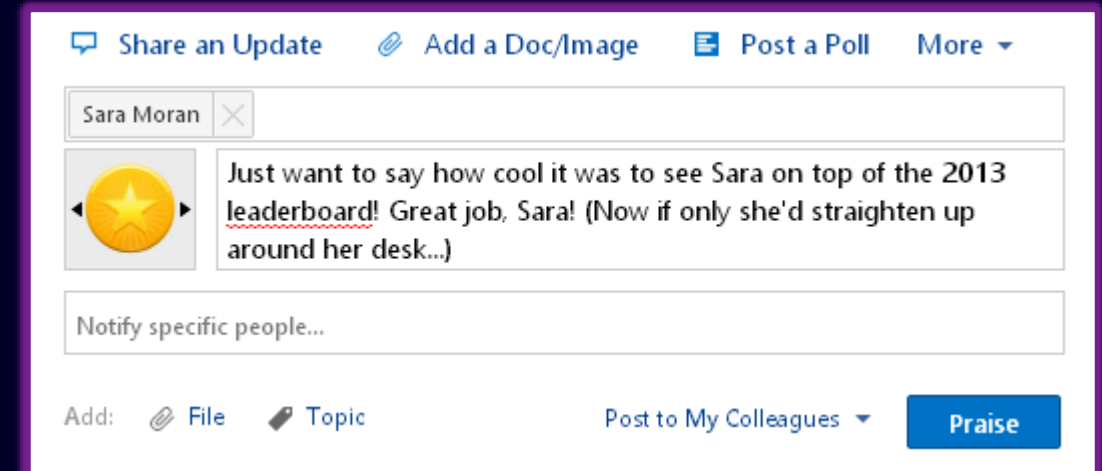 Share an Update Add a Doc/Image Post a Poll More
Sara Moran
Just want to say how cool it was to see Sara on top of the 2013
leaderboard! Great job, Sara! (Now if only she'd straighten up
around her desk...)
Notify specific people...
Add: File Topic Post to My Colleagues Praise